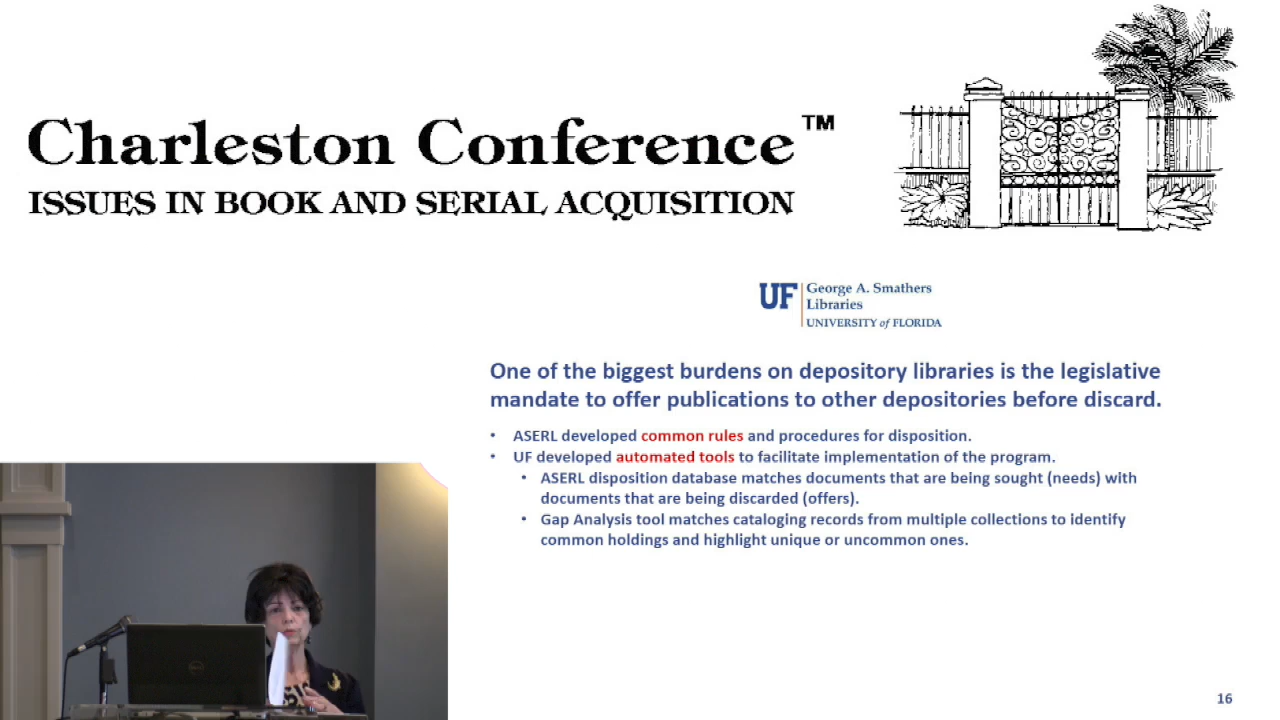 Charleston Conference™
ISSUES IN BOOK AND SERIAL ACQUISITION
UF George A. Smathers
Libraries
UNIVERSITY of FLORIDA
One of the biggest burdens on depository libraries is the legislative
mandate to offer publications to other depositories before discard.
• ASERL developed common rules and procedures for disposition.
• UF developed automated tools to facilitate implementation of the program.
• ASERL disposition database matches documents that are being sought (needs) with
documents that are being discarded (offers).
• Gap Analysis tool matches cataloging records from multiple collections to identify
common holdings and highlight unique or uncommon ones.
DELL
16